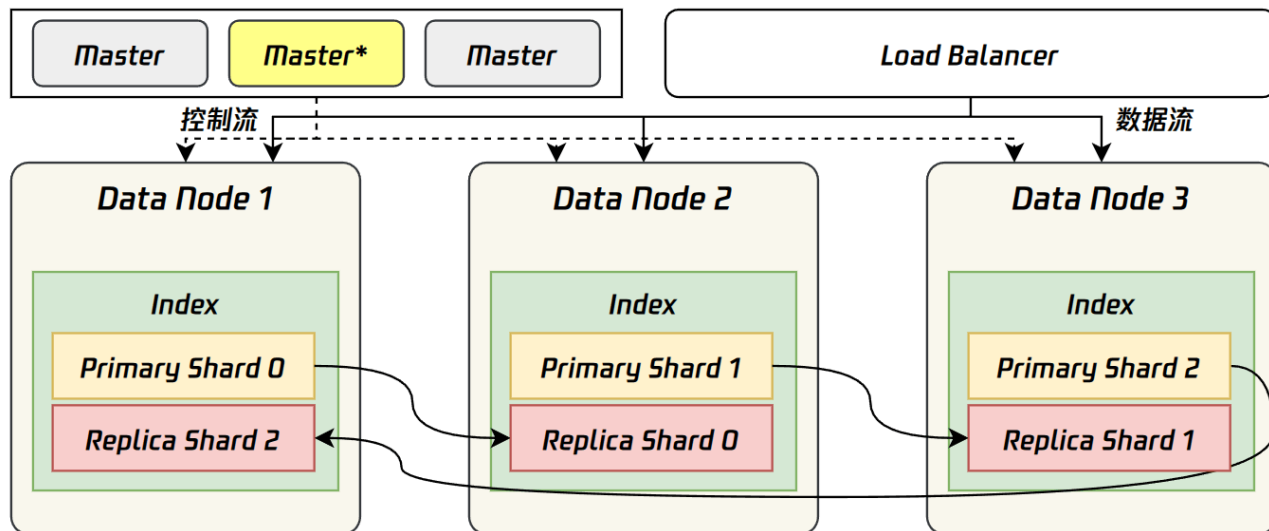 Master Master* Master Load Balancer
控制流 数据流
Data Node 1 Data Node 2 Data Node 3
Index Index Index
Primary Shard 0 Primary Shard 1 Primary Shard 2
Replica Shard 2 Replica Shard 0 Replica Shard 1